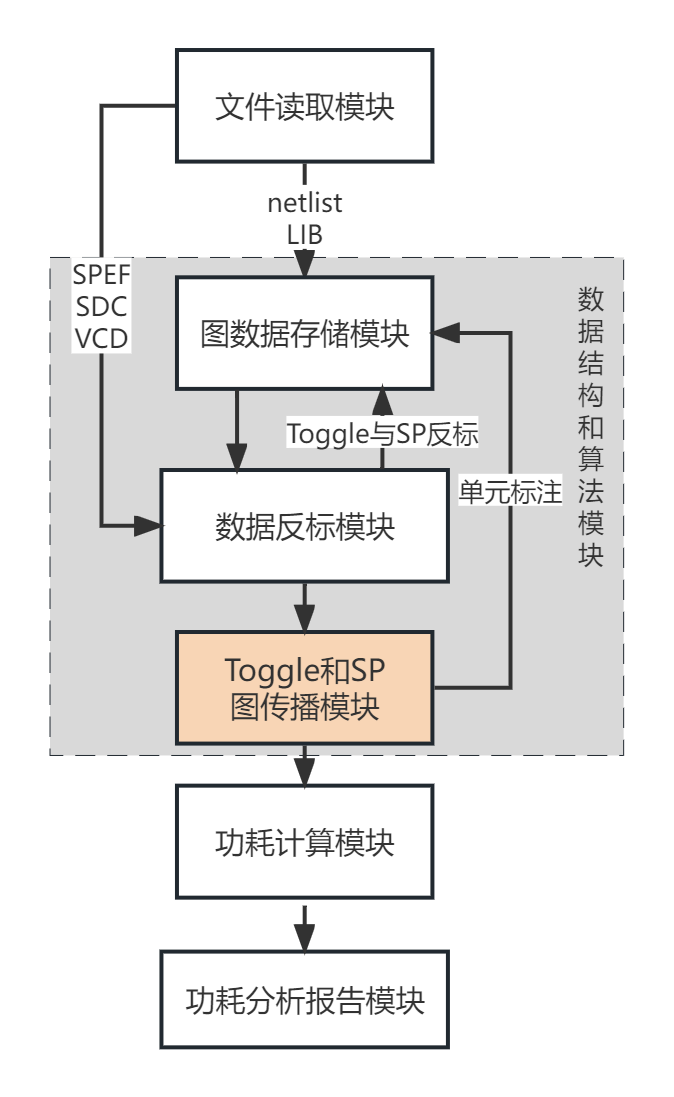 文件读取模块
netlist
LIB
SPEF
SDC
VCD
图数据存储模块
数据结构和算法模块
Toggle与SP反标
单元标注
数据反标模块
Toggle和SP
图传播模块
功耗计算模块
功耗分析报告模块